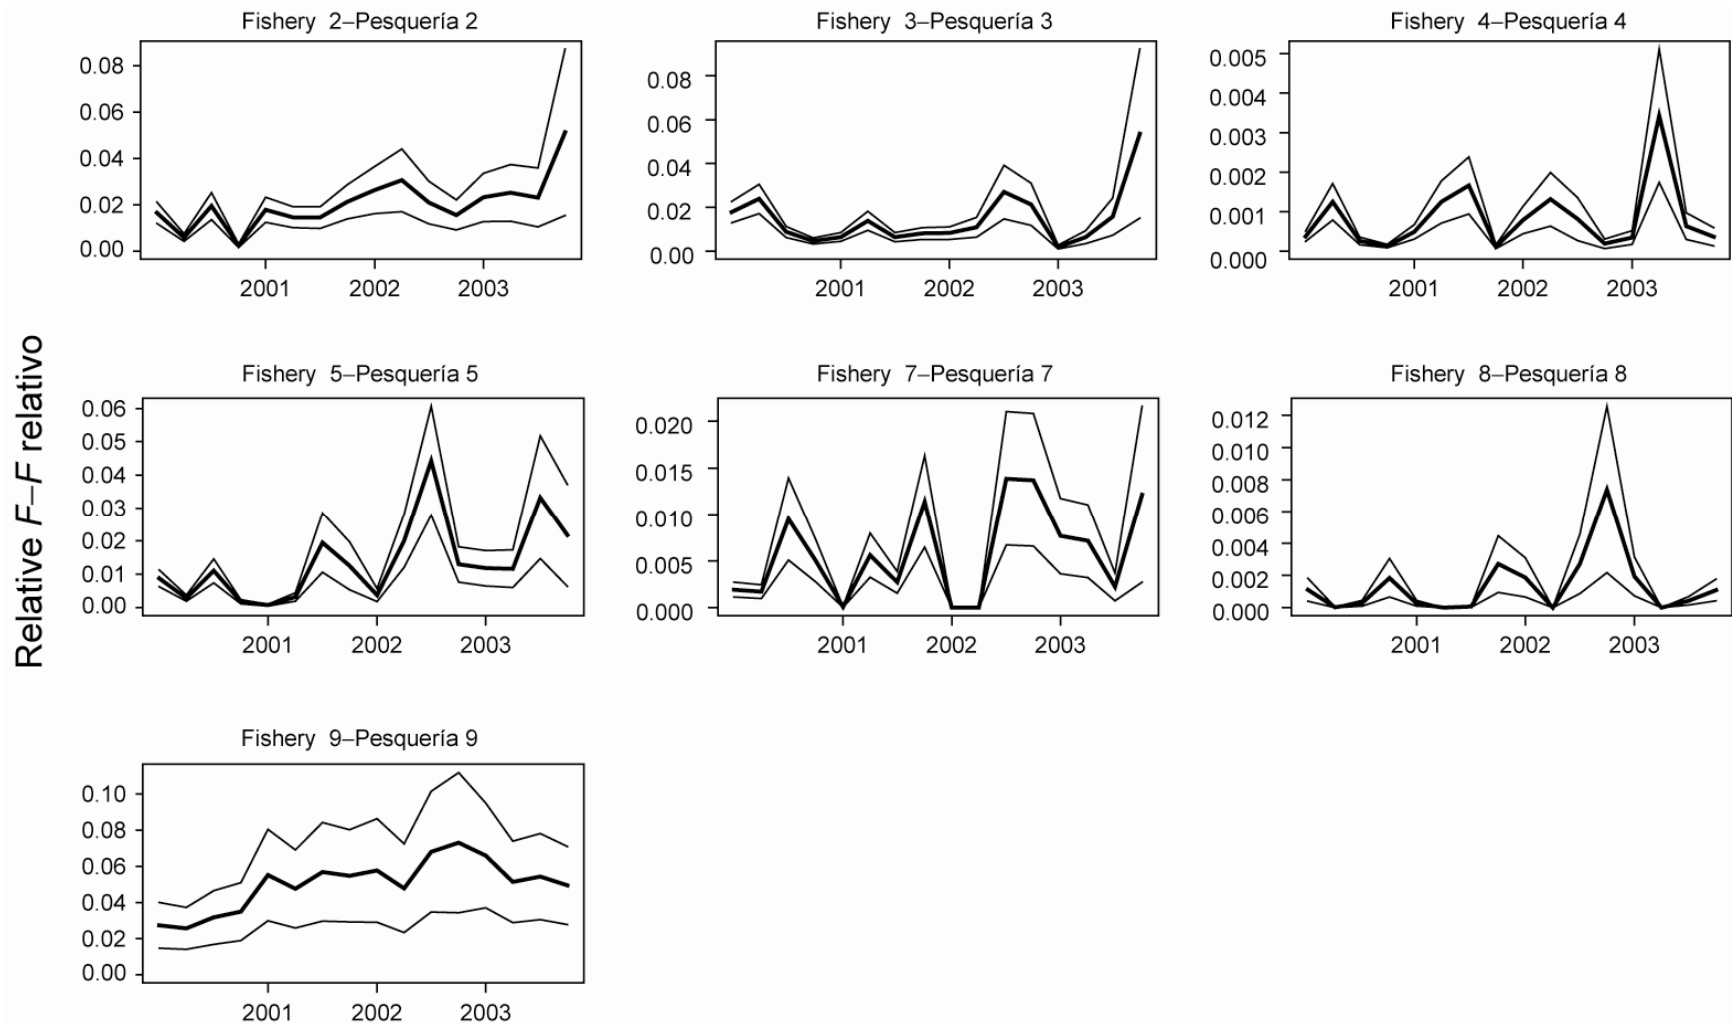 Relative F–F relativo
Fishery 2–Pesquería 2
0.08
0.06
0.04
0.02
0.00
2001 2002 2003
Fishery 3–Pesquería 3
0.08
0.06
0.04
0.02
0.00
2001 2002 2003
Fishery 4–Pesquería 4
0.005
0.004
0.003
0.002
0.001
0.000
2001 2002 2003
Fishery 5–Pesquería 5
0.06
0.05
0.04
0.03
0.02
0.01
0.00
2001 2002 2003
Fishery 7–Pesquería 7
0.020
0.015
0.010
0.005
0.000
2001 2002 2003
Fishery 8–Pesquería 8
0.012
0.010
0.008
0.006
0.004
0.002
0.000
2001 2002 2003
Fishery 9–Pesquería 9
0.10
0.08
0.06
0.04
0.02
0.00
2001 2002 2003